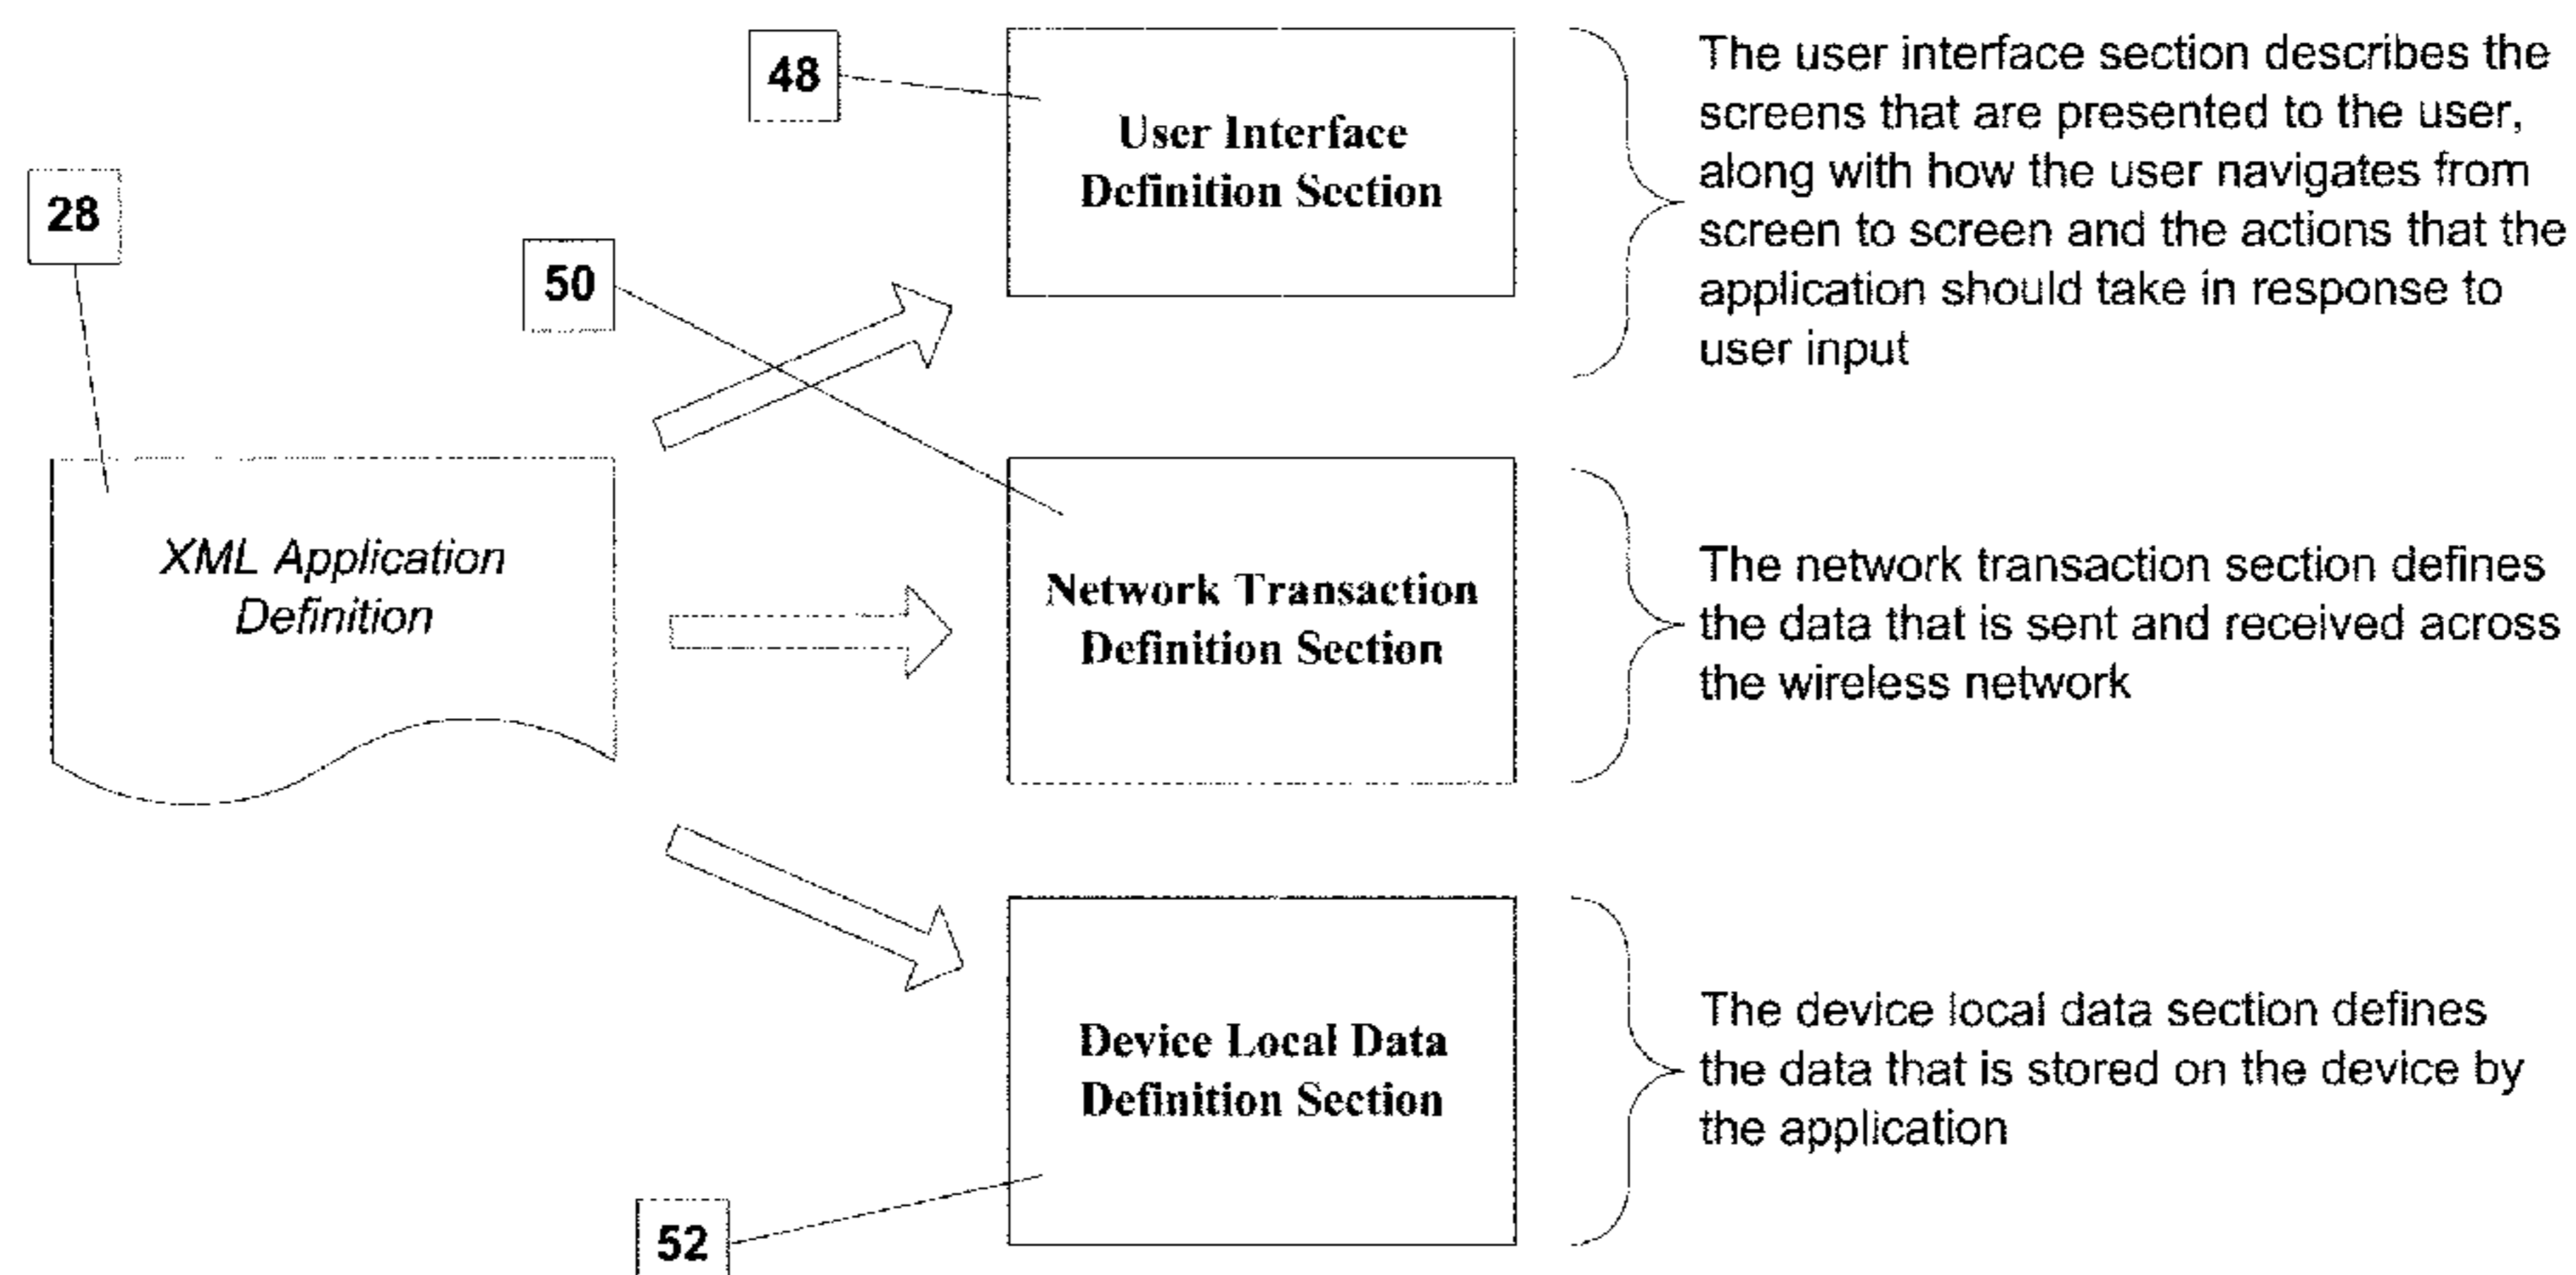 48
User Interface
Definition Section
The user interface section describes the
screens that are presented to the user,
along with how the user navigates from
screen to screen and the actions that the
application should take in response to
user input
28
50
XML Application
Definition
Network Transaction
Definition Section
The network transaction section defines
the data that is sent and received across
the wireless network
Device Local Data
Definition Section
The device local data section defines
the data that is stored on the device by
the application
52